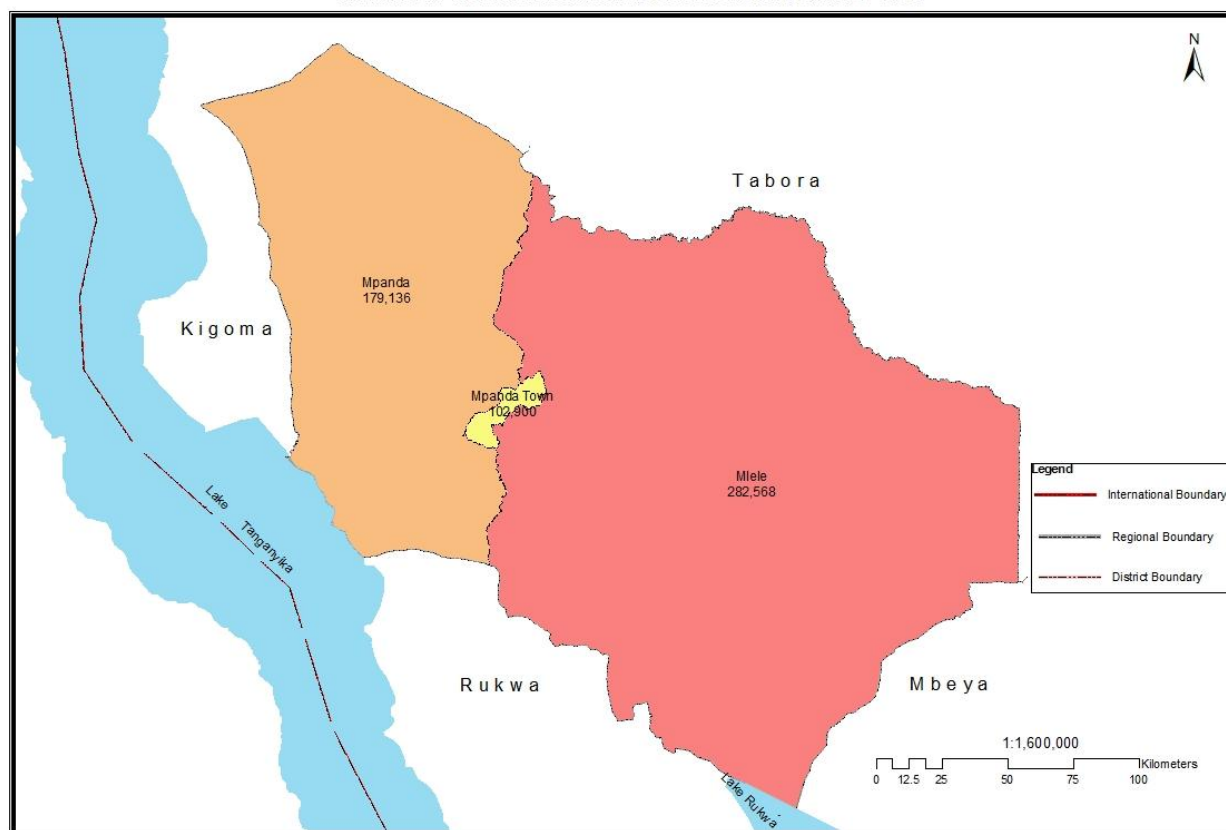 N
Tabora
Mpanda
179,136
Kigoma
Mpanda Town
102,900
Mlele
282,568
Legend
International Boundary
Regional Boundary
District Boundary
Lake Tanganyika
Rukwa
Mbeya
1:1,600,000
Kilometers
0 12.5 25 50 75 100
Lake Rukwa